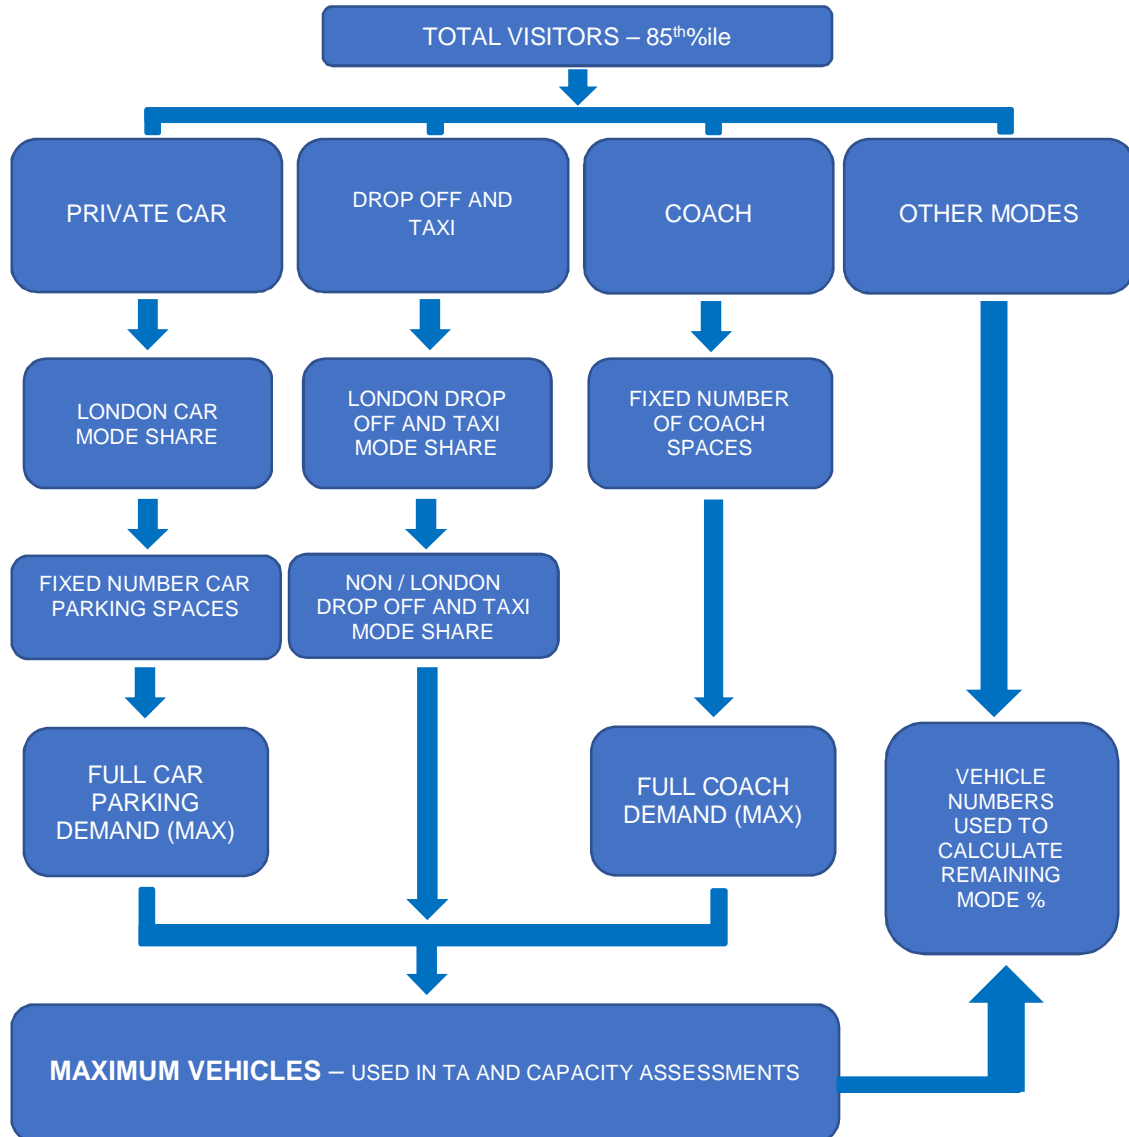 TOTAL VISITORS – 85th%ile
PRIVATE CAR
DROP OFF AND
TAXI
COACH
OTHER MODES
LONDON CAR
MODE SHARE
LONDON DROP
OFF AND TAXI
MODE SHARE
FIXED NUMBER
OF COACH
SPACES
FIXED NUMBER CAR
PARKING SPACES
NON / LONDON
DROP OFF AND TAXI
MODE SHARE
FULL CAR
PARKING
DEMAND (MAX)
FULL COACH
DEMAND (MAX)
VEHICLE
NUMBERS
USED TO
CALCULATE
REMAINING
MODE %
MAXIMUM VEHICLES – USED IN TA AND CAPACITY ASSESSMENTS